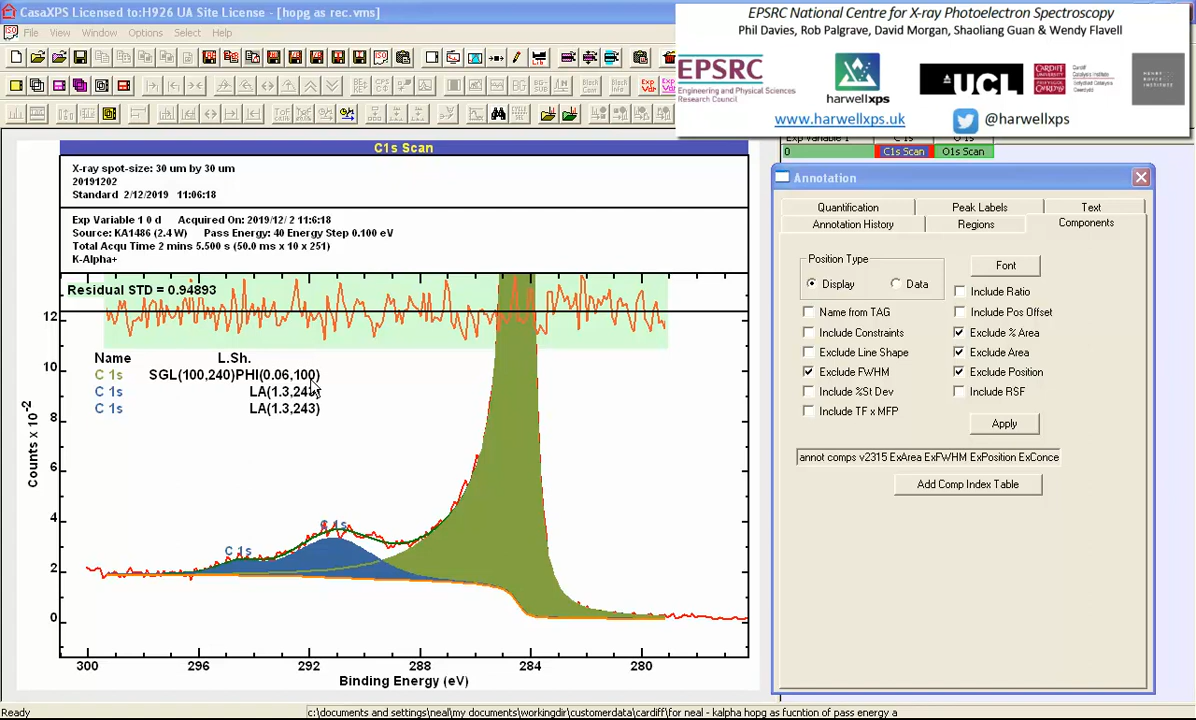 CasaXPS Licensed to:H926 UA Site License - [hopg as rec.vms]
File View Window Options Select Help
EPSRC National Centre for X-ray Photoelectron Spectroscopy
Phil Davies, Rob Palgrave, David Morgan, Shaoliang Guan & Wendy Flavell
EPSRC
Engineering and Physical Sciences
Research Council
harwellxps
UCL
CARDIFF
Cardiff
Catalysis Institute
HENRY
ROYCE
INSTITUTE
www.harwellxps.uk
@harwellxps
Exp Variable 1 C 1s O 1s
0 C1s Scan O1s Scan
C1s Scan
X-ray spot-size: 30 um by 30 um
20191202
Standard 2/12/2019 11:06:18
Exp Variable 1 0 d Acquired On: 2019/12/ 2 11:6:18
Source: KA1486 (2.4 W) Pass Energy: 40 Energy Step 0.100 eV
Total Acqu Time 2 mins 5.500 s (50.0 ms x 10 x 251)
K-Alpha+
Residual STD = 0.94893
Name L.Sh.
C 1s SGL(100,240)PHI(0.06,100)
C 1s LA(1.3,243)
C 1s LA(1.3,243)
C 1s
C 1s
Counts x 10⁻²
12
10
8
6
4
2
0
300 296 292 288 284 280
Binding Energy (eV)
Annotation
Quantification Peak Labels Text
Annotation History Regions Components
Position Type
Display Data
Font
Include Ratio
Name from TAG Include Pos Offset
Include Constraints Exclude % Area
Exclude Line Shape Exclude Area
Exclude FWHM Exclude Position
Include %St Dev Include RSF
Include TF x MFP
Apply
annot comps v2315 ExArea ExFWHM ExPosition ExConce
Add Comp Index Table
Ready c:\documents and settings\neal\my documents\workingdir\customerdata\cardiff\for neal - kalpha hopg as fucntion of pass energy a